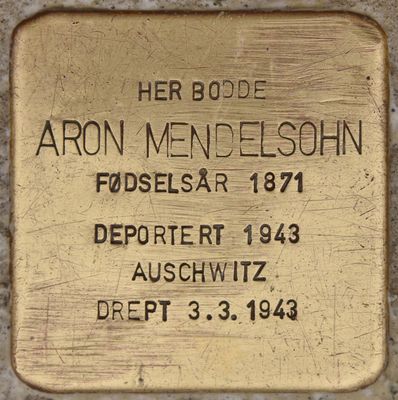 HER BODDE
ARON MENDELSOHN
FØDSELSÅR 1871
DEPORTERT 1943
AUSCHWITZ
DREPT 3.3.1943